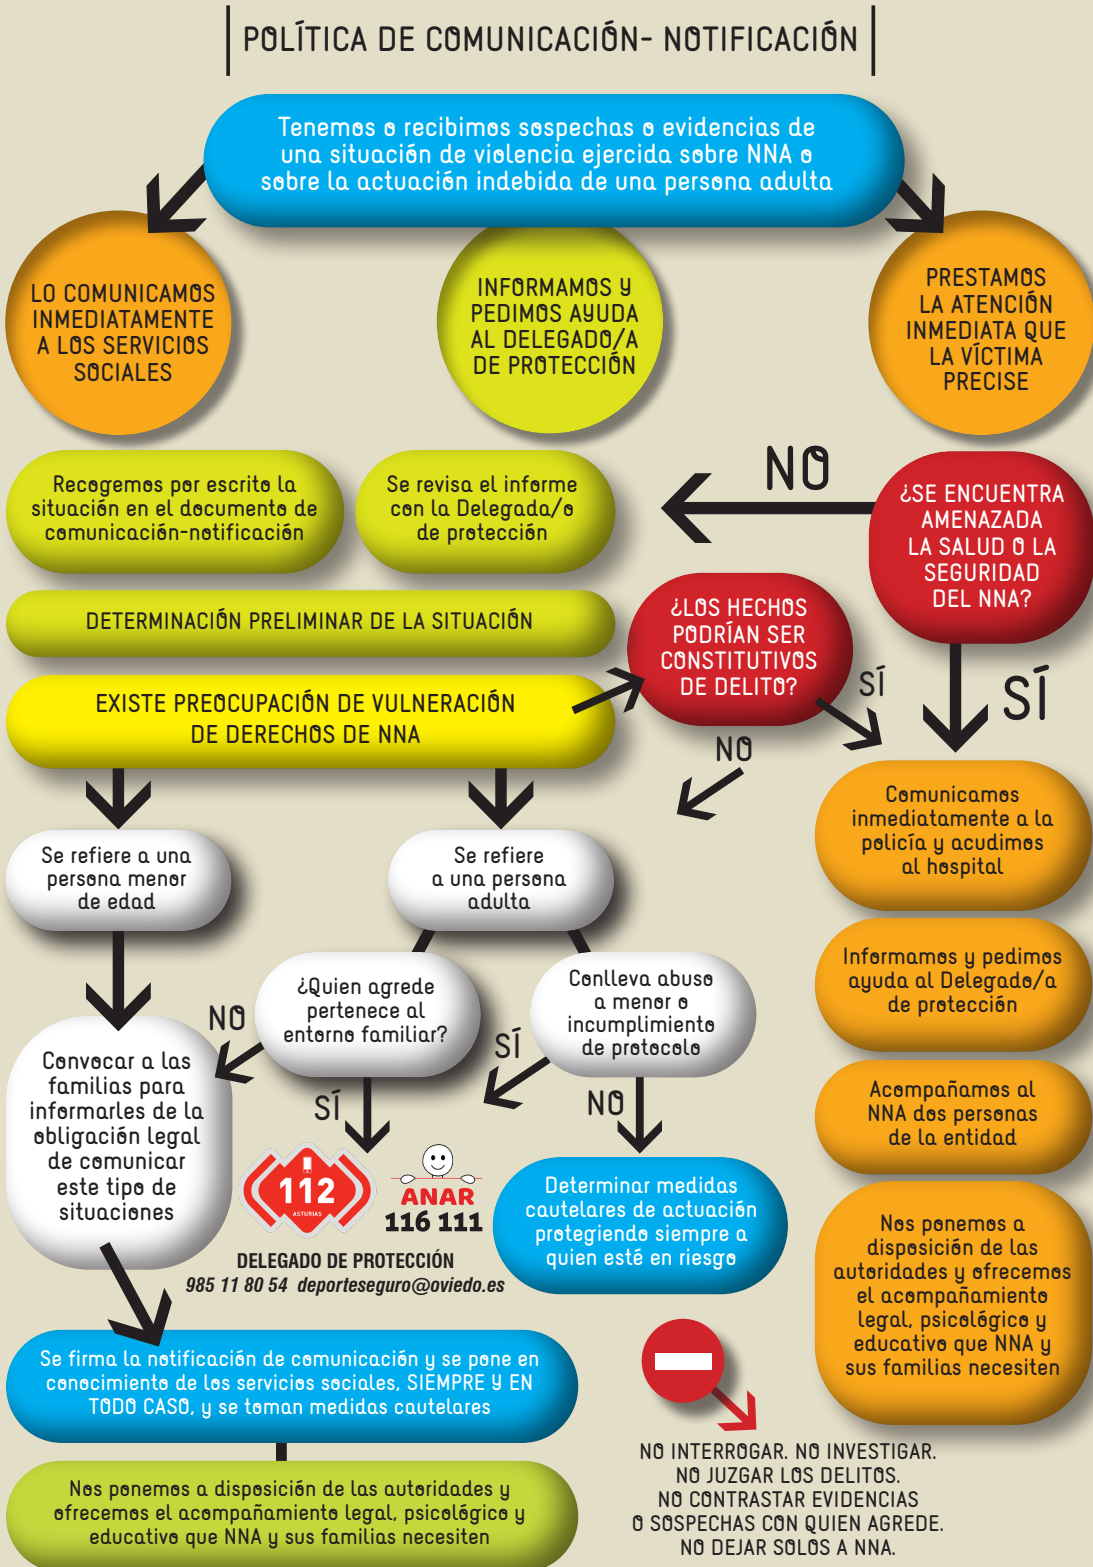 POLÍTICA DE COMUNICACIÓN- NOTIFICACIÓN
Tenemos o recibimos sospechas o evidencias de
una situación de violencia ejercida sobre NNA o
sobre la actuación indebida de una persona adulta
LO COMUNICAMOS
INMEDIATAMENTE
A LOS SERVICIOS
SOCIALES
INFORMAMOS Y
PEDIMOS AYUDA
AL DELEGADO/A
DE PROTECCIÓN
PRESTAMOS
LA ATENCIÓN
INMEDIATA QUE
LA VÍCTIMA
PRECISE
Recogemos por escrito la
situación en el documento de
comunicación-notificación
Se revisa el informe
con la Delegada/o
de protección
NO
¿SE ENCUENTRA
AMENAZADA
LA SALUD O LA
SEGURIDAD
DEL NNA?
DETERMINACIÓN PRELIMINAR DE LA SITUACIÓN
¿LOS HECHOS
PODRÍAN SER
CONSTITUTIVOS
DE DELITO?
SÍ
SÍ
NO
EXISTE PREOCUPACIÓN DE VULNERACIÓN
DE DERECHOS DE NNA
Comunicamos
inmediatamente a la
policía y acudimos
al hospital
Se refiere a una
persona menor
de edad
Se refiere
a una persona
adulta
Informamos y pedimos
ayuda al Delegado/a
de protección
¿Quien agrede
pertenece al
entorno familiar?
Conlleva abuso
a menor o
incumplimiento
de protocolo
NO
SÍ
SÍ
NO
Convocar a las
familias para
informarles de la
obligación legal
de comunicar
este tipo de
situaciones
Acompañamos al
NNA dos personas
de la entidad
112
ASTURIAS
ANAR
116 111
DELEGADO DE PROTECCIÓN
985 11 80 54 deporteseguro@oviedo.es
Determinar medidas
cautelares de actuación
protegiendo siempre a
quien esté en riesgo
Nos ponemos a
disposición de las
autoridades y ofrecemos
el acompañamiento
legal, psicológico y
educativo que NNA y
sus familias necesiten
Se firma la notificación de comunicación y se pone en
conocimiento de los servicios sociales, SIEMPRE Y EN
TODO CASO, y se toman medidas cautelares
Nos ponemos a disposición de las autoridades y
ofrecemos el acompañamiento legal, psicológico y
educativo que NNA y sus familias necesiten
NO INTERROGAR. NO INVESTIGAR.
NO JUZGAR LOS DELITOS.
NO CONTRASTAR EVIDENCIAS
O SOSPECHAS CON QUIEN AGREDE.
NO DEJAR SOLOS A NNA.